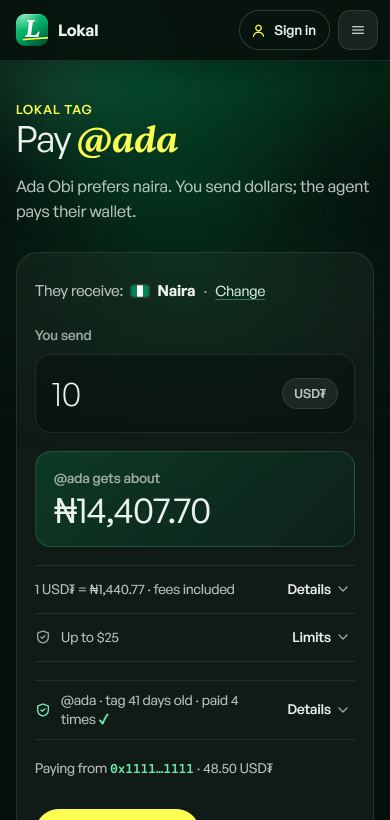 L Lokal
Sign in
LOKAL TAG
Pay @ada
Ada Obi prefers naira. You send dollars; the agent
pays their wallet.
They receive: Naira · Change
You send
10
USD₮
@ada gets about
₦14,407.70
1 USD₮ = ₦1,440.77 · fees included
Details
Up to $25
Limits
@ada · tag 41 days old · paid 4
times ✓
Details
Paying from 0x1111…1111 · 48.50 USD₮